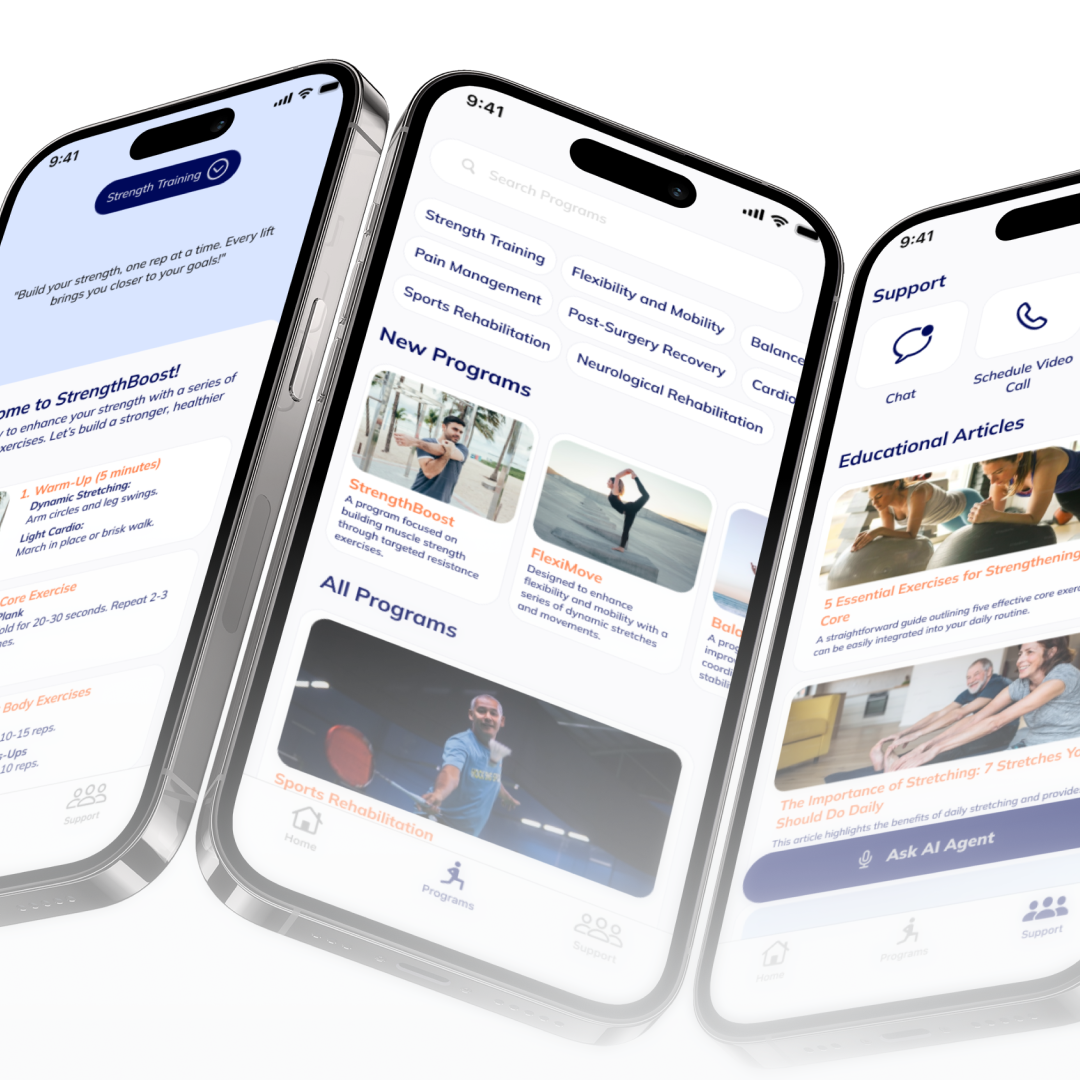 9:41
Strength Training
"Build your strength, one rep at a time. Every lift
brings you closer to your goals!"
ome to StrengthBoost!
y to enhance your strength with a series of
xercises. Let's build a stronger, healthier
1. Warm-Up (5 minutes)
Dynamic Stretching:
Arm circles and leg swings.
Light Cardio:
March in place or brisk walk.
Core Exercise
Plank
old for 20-30 seconds. Repeat 2-3
es.
Body Exercises
10-15 reps.
s-Ups
10 reps.
Support
9:41
Search Programs
Strength Training
Flexibility and Mobility
Balance
Pain Management
Post-Surgery Recovery
Cardio
Sports Rehabilitation
Neurological Rehabilitation
New Programs
StrengthBoost
A program focused on
building muscle strength
through targeted resistance
exercises.
FlexiMove
Designed to enhance
flexibility and mobility with a
series of dynamic stretches
and movements.
Bala
A prog
improv
coordi
stabili
All Programs
Sports Rehabilitation
Home
Programs
Support
9:41
Support
Chat
Schedule Video
Call
Educational Articles
5 Essential Exercises for Strengthening
Core
A straightforward guide outlining five effective core exerc
can be easily integrated into your daily routine.
The Importance of Stretching: 7 Stretches Yo
Should Do Daily
This article highlights the benefits of daily stretching and provides
Ask AI Agent
Home
Programs
Support